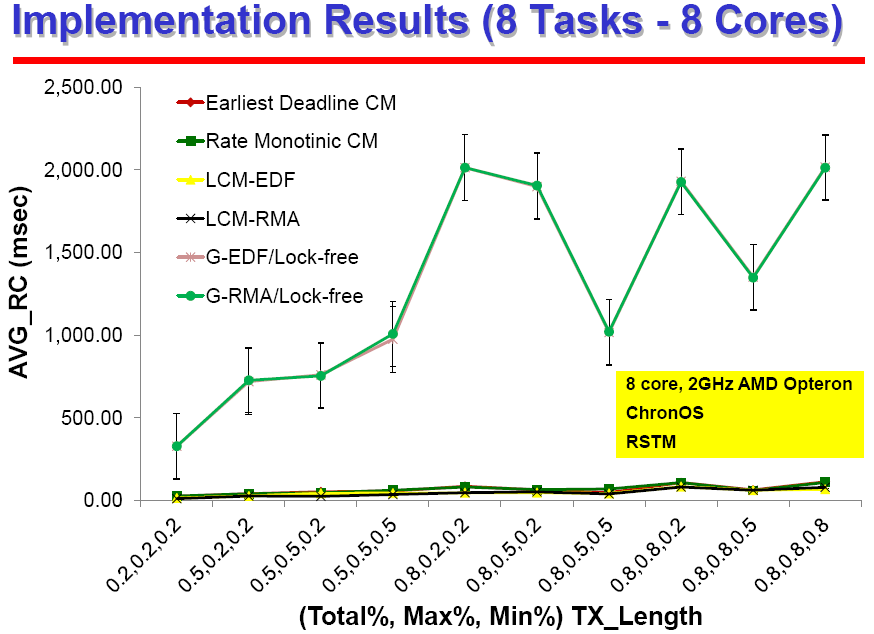 Implementation Results (8 Tasks - 8 Cores)
2,500.00
2,000.00
1,500.00
1,000.00
500.00
0.00
AVG_RC (msec)
Earliest Deadline CM
Rate Monotinic CM
LCM-EDF
LCM-RMA
G-EDF/Lock-free
G-RMA/Lock-free
8 core, 2GHz AMD Opteron
ChronOS
RSTM
0.2,0.2,0.2
0.5,0.2,0.2
0.5,0.5,0.2
0.5,0.5,0.5
0.8,0.2,0.2
0.8,0.5,0.2
0.8,0.5,0.5
0.8,0.8,0.2
0.8,0.8,0.5
0.8,0.8,0.8
(Total%, Max%, Min%) TX_Length